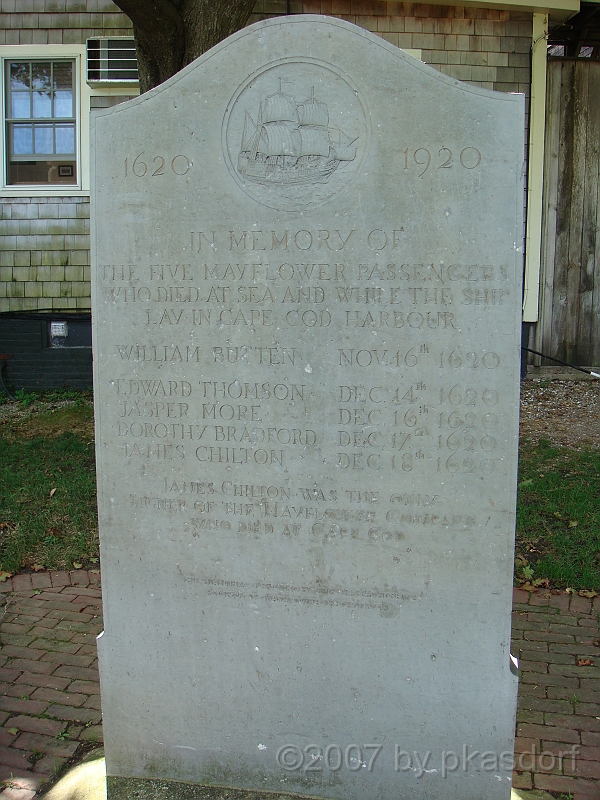 1620 1920
IN MEMORY OF
THE FIVE MAYFLOWER PASSENGERS
WHO DIED AT SEA AND WHILE THE SHIP
LAY IN CAPE COD HARBOUR
WILLIAM BUTTEN NOV. 16th 1620
EDWARD THOMSON DEC. 14th 1620
JASPER MORE DEC. 16th 1620
DOROTHY BRADFORD DEC. 17th 1620
JAMES CHILTON DEC. 18th 1620
JAMES CHILTON WAS THE ONLY
SIGNER OF THE MAYFLOWER COMPACT
WHO DIED AT CAPE COD
©2007 by pkasdorf